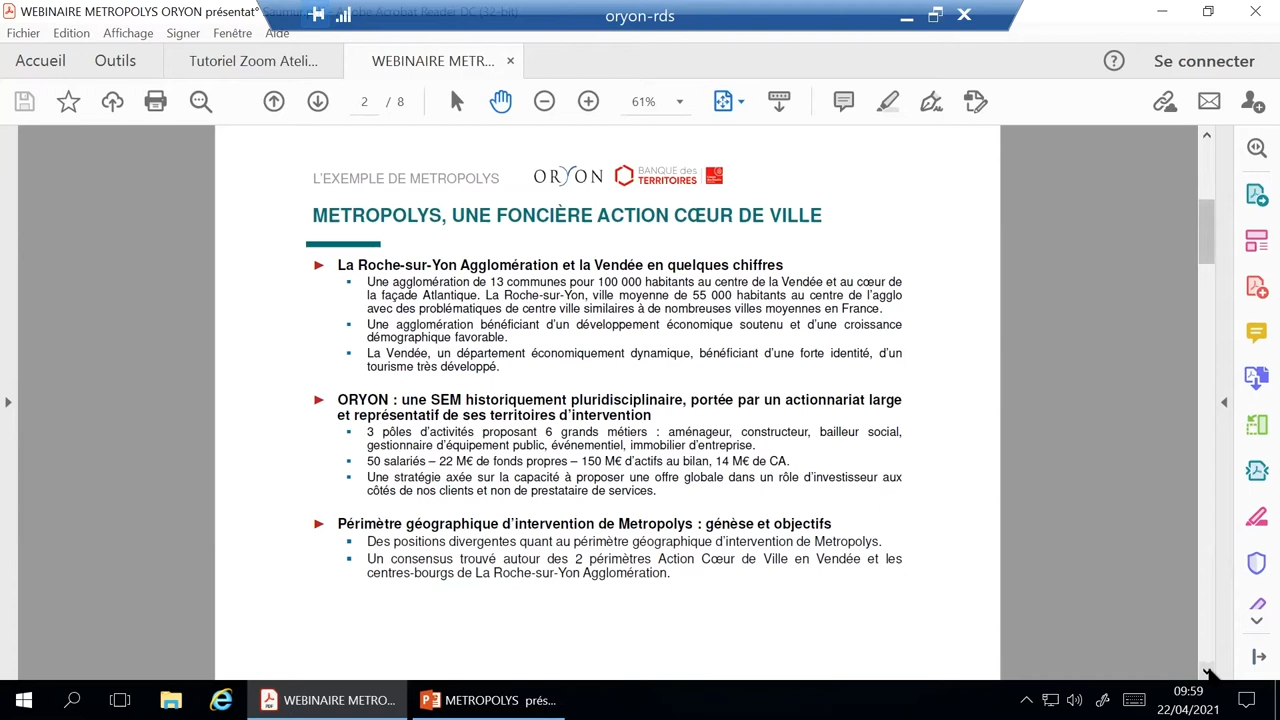 WEBINAIRE METROPOLYS ORYON présentat° Saumur
Adobe Acrobat Reader DC (32-bit)
oryon-rds
Fichier Edition Affichage Signer Fenêtre Aide
Accueil Outils Tutoriel Zoom Ateli... WEBINAIRE METR... × Se connecter
2 / 8 61%
L'EXEMPLE DE METROPOLYS ORYON BANQUE des
TERRITOIRES
METROPOLYS, UNE FONCIÈRE ACTION CŒUR DE VILLE
► La Roche-sur-Yon Agglomération et la Vendée en quelques chiffres
▪ Une agglomération de 13 communes pour 100 000 habitants au centre de la Vendée et au cœur de
la façade Atlantique. La Roche-sur-Yon, ville moyenne de 55 000 habitants au centre de l'agglo
avec des problématiques de centre ville similaires à de nombreuses villes moyennes en France.
▪ Une agglomération bénéficiant d'un développement économique soutenu et d'une croissance
démographique favorable.
▪ La Vendée, un département économiquement dynamique, bénéficiant d'une forte identité, d'un
tourisme très développé.
► ORYON : une SEM historiquement pluridisciplinaire, portée par un actionnariat large
et représentatif de ses territoires d'intervention
▪ 3 pôles d'activités proposant 6 grands métiers : aménageur, constructeur, bailleur social,
gestionnaire d'équipement public, événementiel, immobilier d'entreprise.
▪ 50 salariés – 22 M€ de fonds propres – 150 M€ d'actifs au bilan, 14 M€ de CA.
▪ Une stratégie axée sur la capacité à proposer une offre globale dans un rôle d'investisseur aux
côtés de nos clients et non de prestataire de services.
► Périmètre géographique d'intervention de Metropolys : génèse et objectifs
▪ Des positions divergentes quant au périmètre géographique d'intervention de Metropolys.
▪ Un consensus trouvé autour des 2 périmètres Action Cœur de Ville en Vendée et les
centres-bourgs de La Roche-sur-Yon Agglomération.
WEBINAIRE METRO... METROPOLYS prés...
09:59
22/04/2021